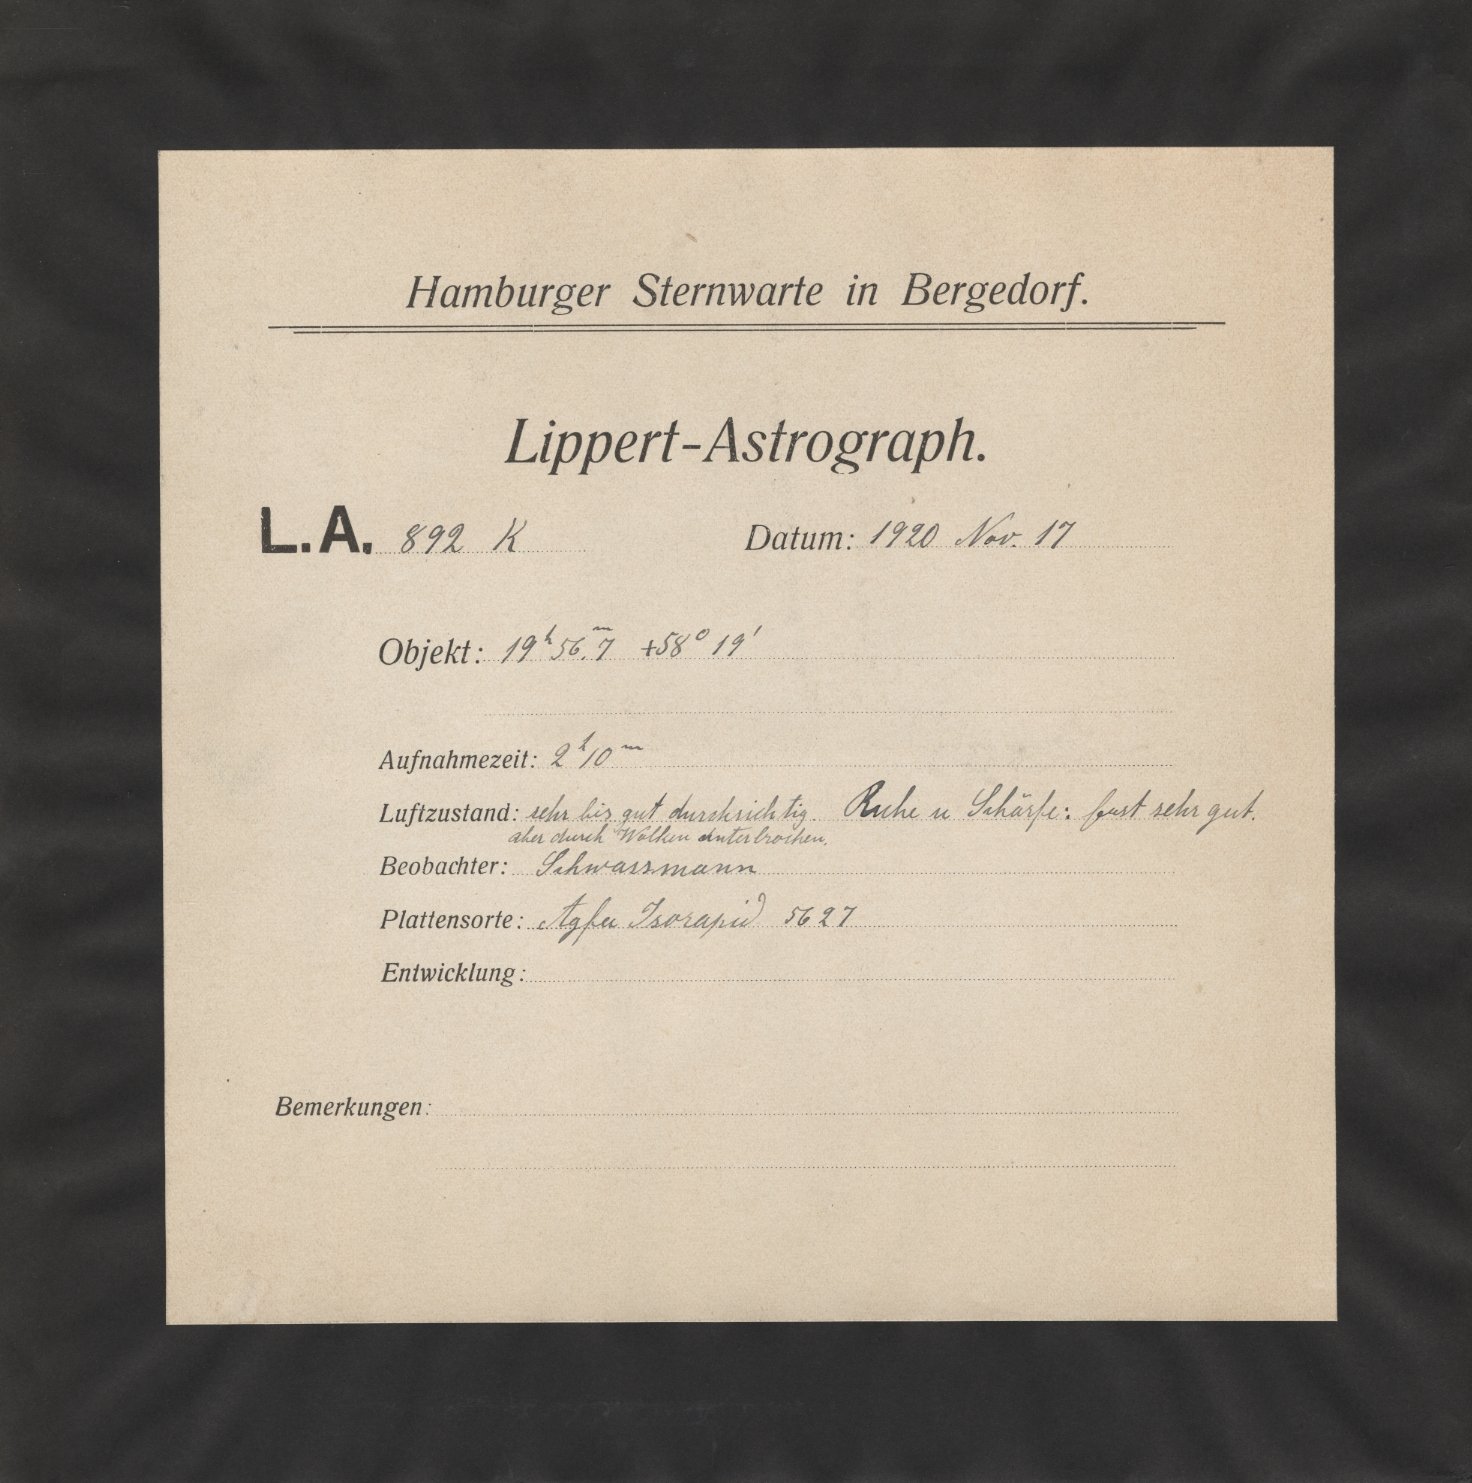 Hamburger Sternwarte in Bergedorf.
Lippert-Astrograph.
L.A. 892 K Datum: 1920 Nov. 17
Objekt: 19ʰ 56.ᵐ7 +58° 19'
Aufnahmezeit: 2ʰ10ᵐ
Luftzustand: sehr bis gut durchsichtig. Ruhe u Schärfe: fast sehr gut.
aber durch Wolken unterbrochen.
Beobachter: Schwassmann
Plattensorte: Agfa Isorapid 5627
Entwicklung:
Bemerkungen: